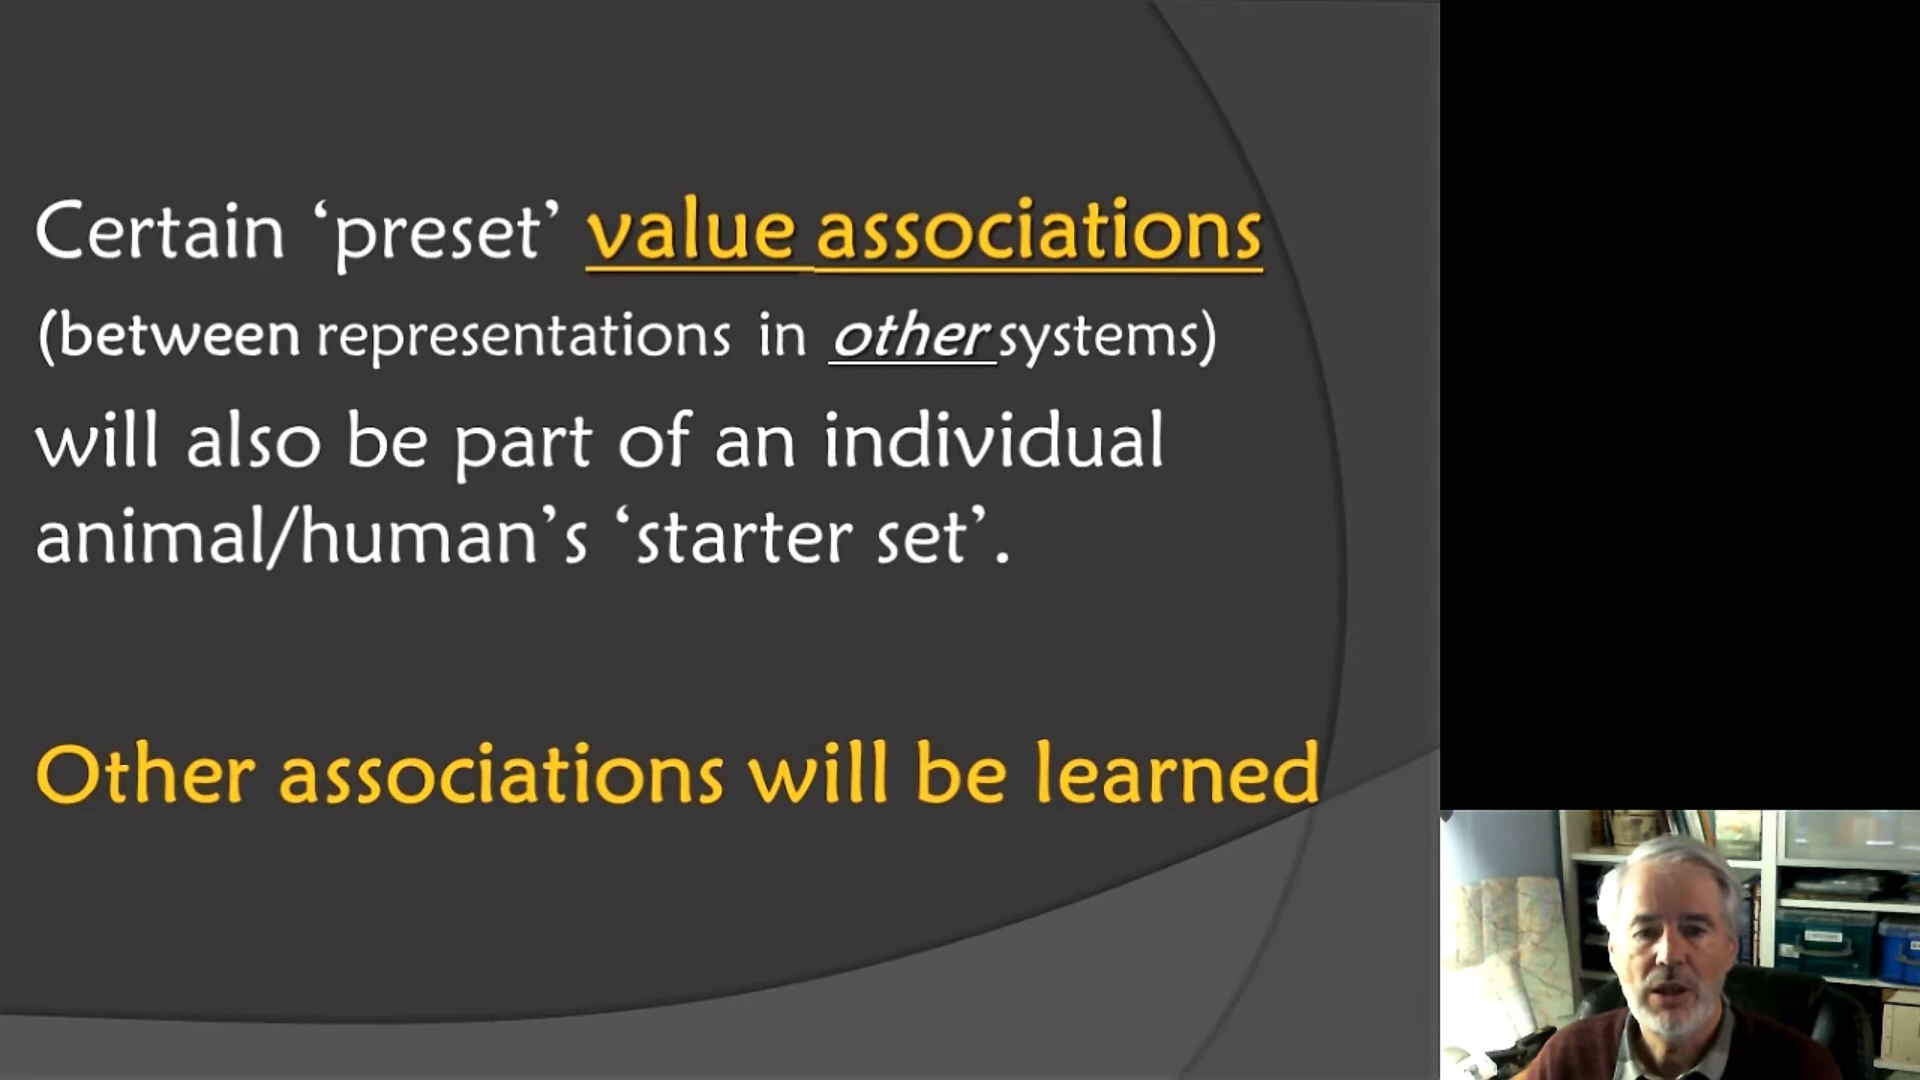 Certain ‘preset’ value associations
(between representations in other systems)
will also be part of an individual
animal/human’s ‘starter set’.
Other associations will be learned